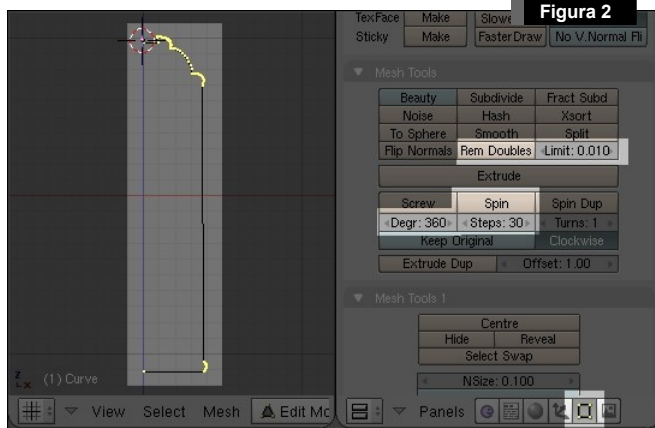 Figura 2
TexFace Make Slowe
Sticky Make FasterDraw No V.Normal Fli
Mesh Tools
Beauty Subdivide Fract Subd
Noise Hash Xsort
To Sphere Smooth Split
Flip Normals Rem Doubles Limit: 0.010
Extrude
Screw Spin Spin Dup
Degr: 360 Steps: 30 Turns: 1
Keep Original Clockwise
Extrude Dup Offset: 1.00
Mesh Tools 1
Centre
Hide Reveal
Select Swap
NSize: 0.100
z
x
(1) Curve
View Select Mesh Edit Mc
Panels